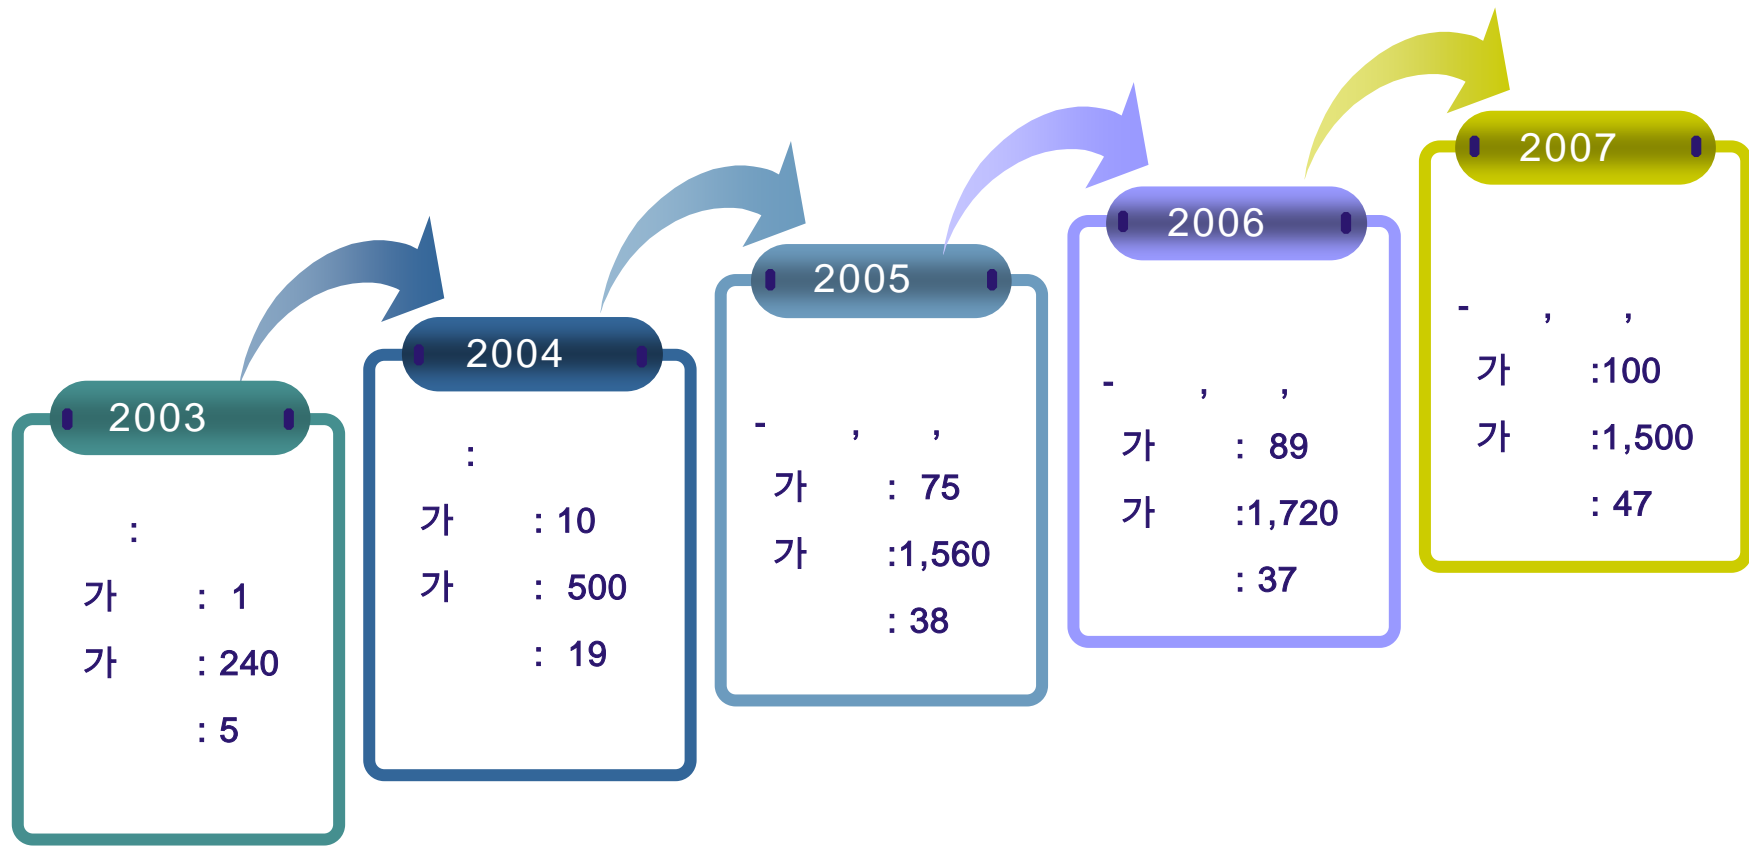 2003
:
가 : 1
가 : 240
: 5
2004
:
가 : 10
가 : 500
: 19
2005
- , ,
가 : 75
가 :1,560
: 38
2006
- , ,
가 : 89
가 :1,720
: 37
2007
- , ,
가 :100
가 :1,500
: 47